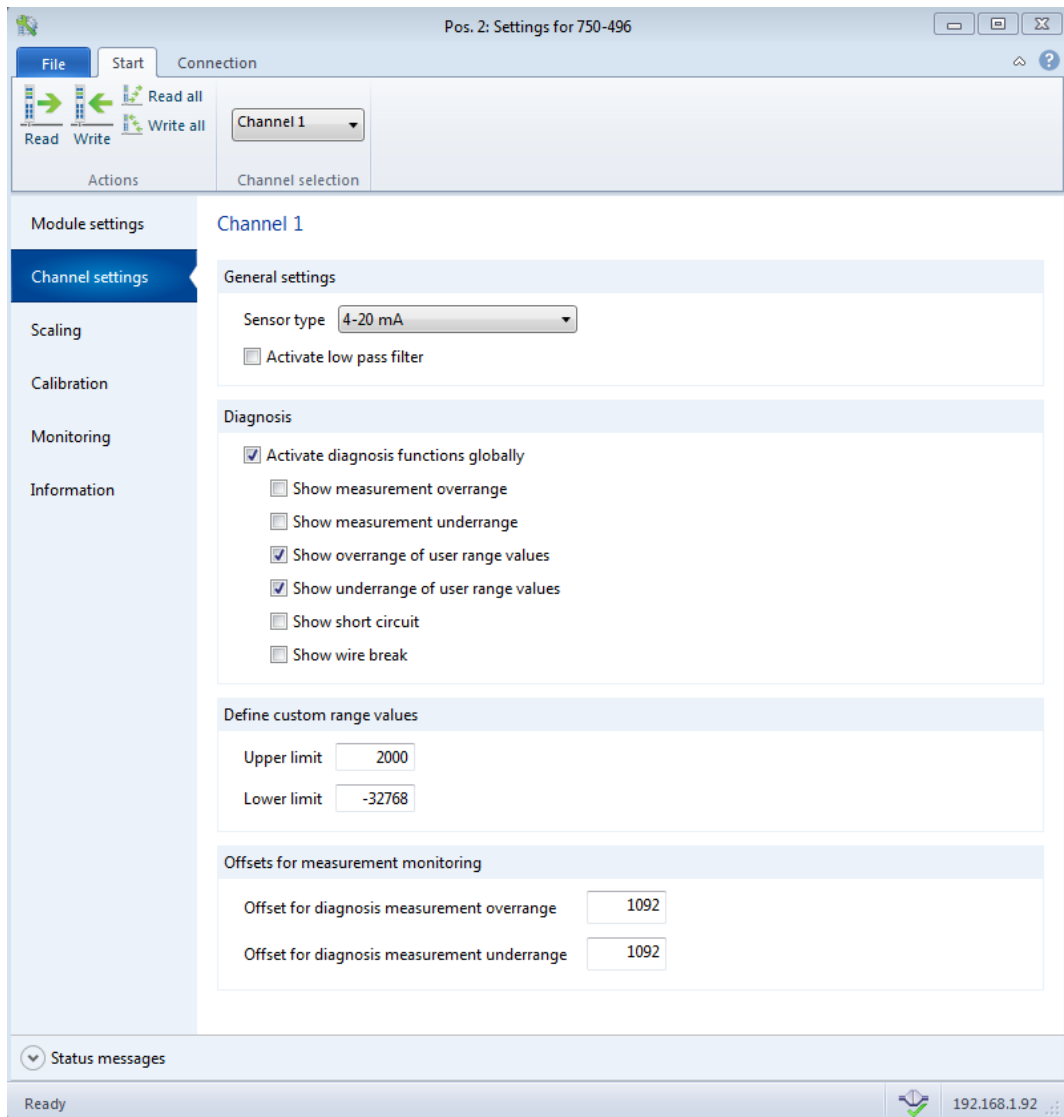 Pos. 2: Settings for 750-496
File Start Connection
Read Write Read all
Write all
Channel 1
Actions Channel selection
Module settings
Channel settings
Scaling
Calibration
Monitoring
Information
Channel 1
General settings
Sensor type 4-20 mA
Activate low pass filter
Diagnosis
Activate diagnosis functions globally
Show measurement overrange
Show measurement underrange
Show overrange of user range values
Show underrange of user range values
Show short circuit
Show wire break
Define custom range values
Upper limit 2000
Lower limit -32768
Offsets for measurement monitoring
Offset for diagnosis measurement overrange 1092
Offset for diagnosis measurement underrange 1092
Status messages
Ready 192.168.1.92